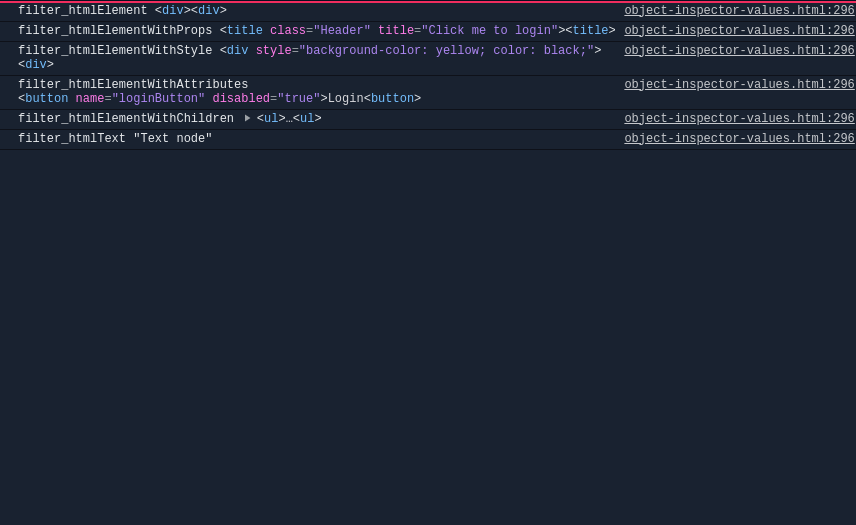 filter_htmlElement <div><div> object-inspector-values.html:296
filter_htmlElementWithProps <title class="Header" title="Click me to login"><title> object-inspector-values.html:296
filter_htmlElementWithStyle <div style="background-color: yellow; color: black;"> object-inspector-values.html:296
<div>
filter_htmlElementWithAttributes object-inspector-values.html:296
<button name="loginButton" disabled="true">Login<button>
filter_htmlElementWithChildren <ul>…<ul> object-inspector-values.html:296
filter_htmlText "Text node" object-inspector-values.html:296